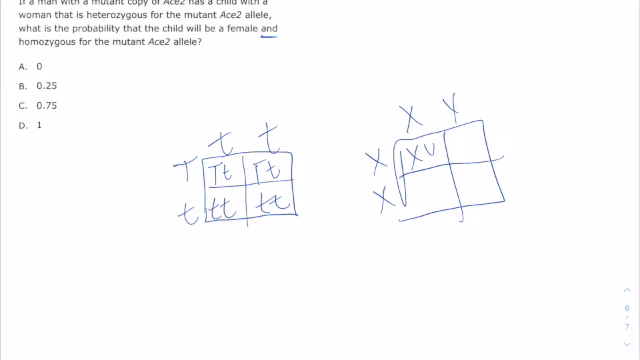 If a man with a mutant copy of Ace2 has a child with a
woman that is heterozygous for the mutant Ace2 allele,
what is the probability that the child will be a female and
homozygous for the mutant Ace2 allele?
A. 0
B. 0.25
C. 0.75
D. 1
t t
X Y
T Tt Tt
t tt tt
X X
X
6
/
7